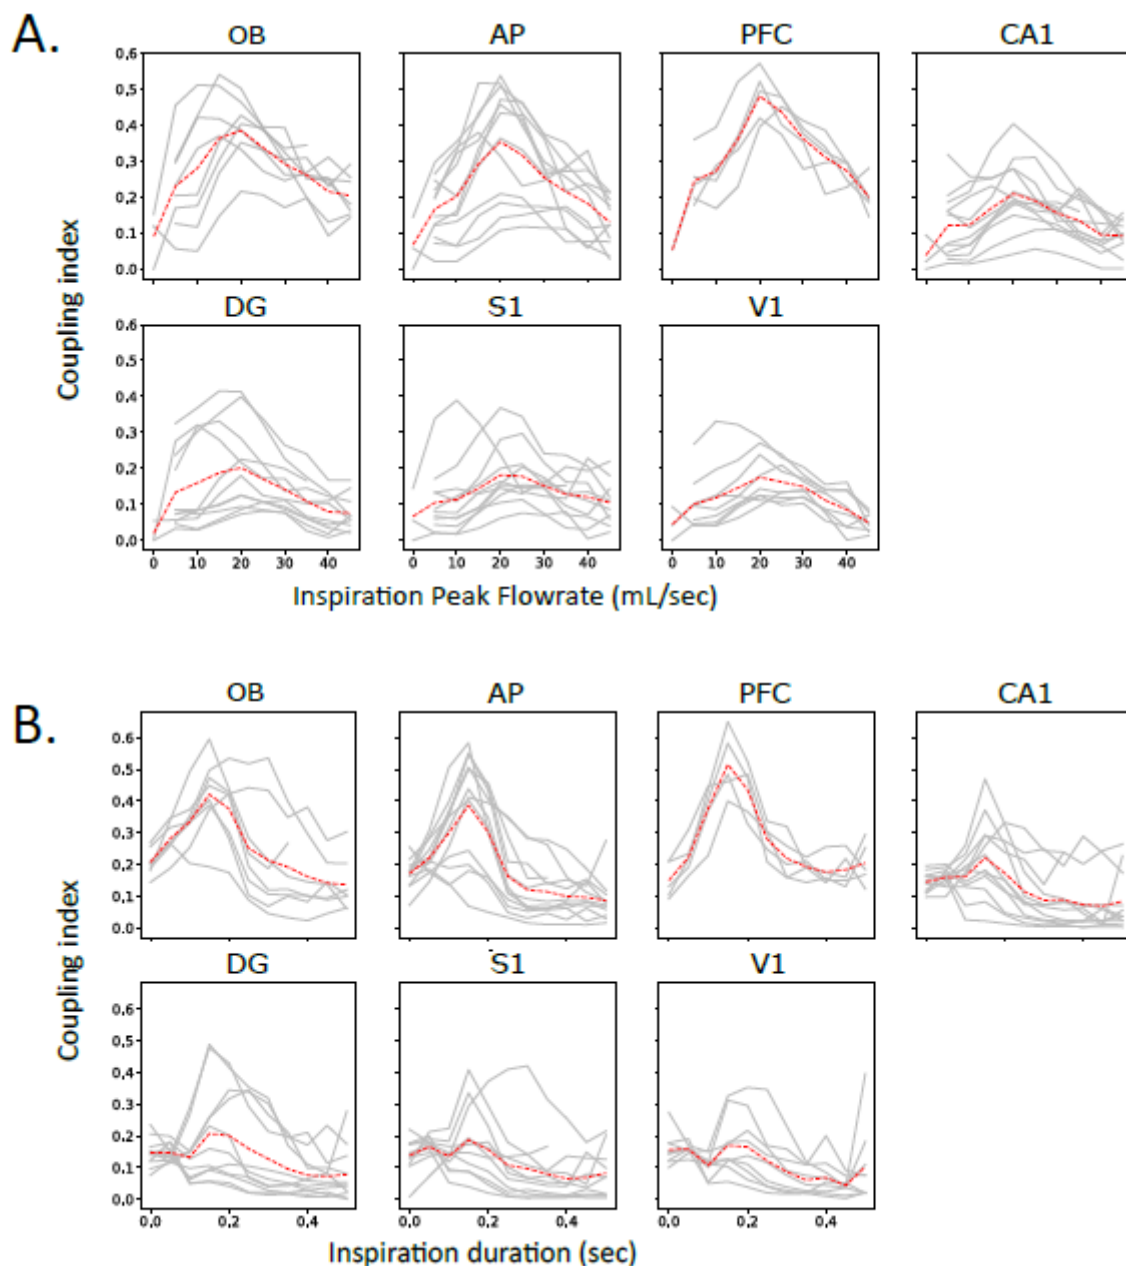 A.
OB AP PFC CA1
0.6
0.5
0.4
0.3
0.2
0.1
0.0
Coupling index
DG S1 V1
0.6
0.5
0.4
0.3
0.2
0.1
0.0
0 10 20 30 40 0 10 20 30 40 0 10 20 30 40
Inspiration Peak Flowrate (mL/sec)
B.
OB AP PFC CA1
0.6
0.5
0.4
0.3
0.2
0.1
0.0
Coupling index
DG S1 V1
0.6
0.5
0.4
0.3
0.2
0.1
0.0
0.0 0.2 0.4 0.0 0.2 0.4 0.0 0.2 0.4
Inspiration duration (sec)